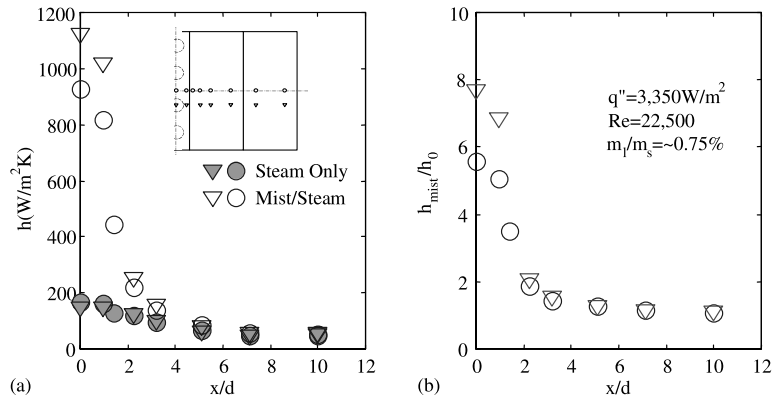 1200
1000
800
600
400
200
0
h(W/m²K)
Steam Only
Mist/Steam
0 2 4 6 8 10 12
x/d
(a)
10
8
6
4
2
0
h_mist/h_0
q"=3,350W/m²
Re=22,500
m_l/m_s=~0.75%
0 2 4 6 8 10 12
x/d
(b)